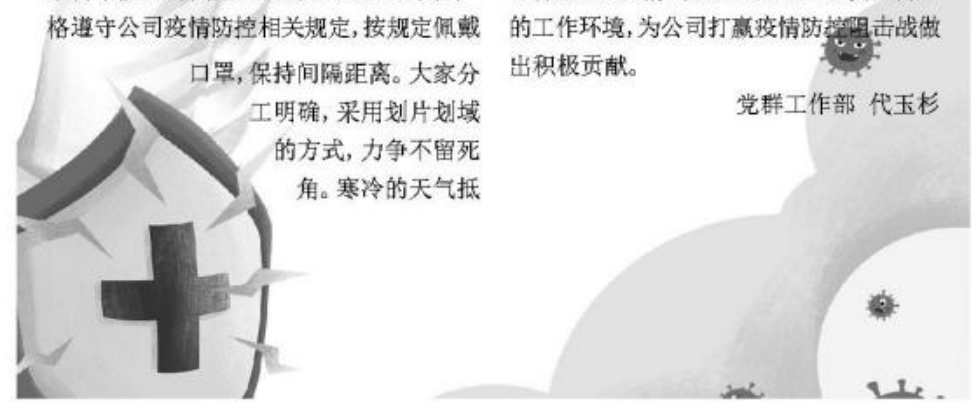 格遵守公司疫情防控相关规定，按规定佩戴
口罩，保持间隔距离。大家分
工明确，采用划片划域
的方式，力争不留死
角。寒冷的天气抵
的工作环境，为公司打赢疫情防控阻击战做
出积极贡献。
党群工作部 代玉杉